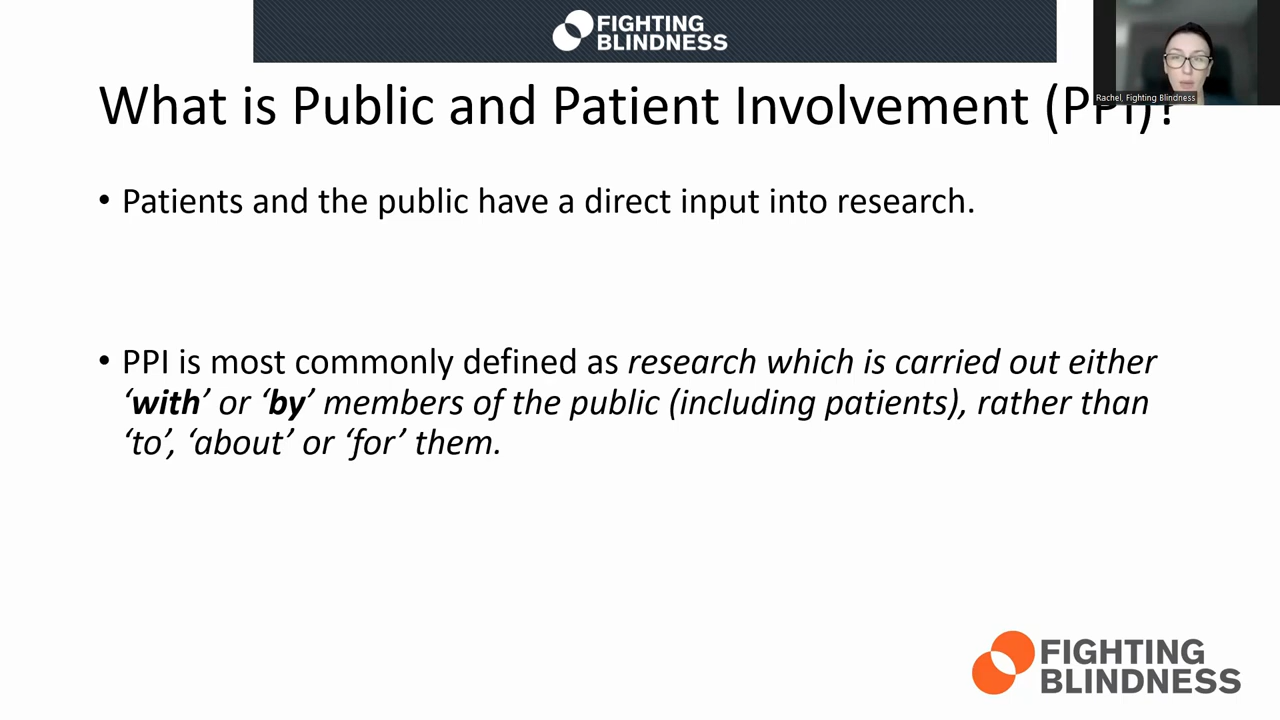 FIGHTING
BLINDNESS
Rachel, Fighting Blindness
What is Public and Patient Involvement (PPI)?
• Patients and the public have a direct input into research.
• PPI is most commonly defined as research which is carried out either
‘with’ or ‘by’ members of the public (including patients), rather than
‘to’, ‘about’ or ‘for’ them.
FIGHTING
BLINDNESS